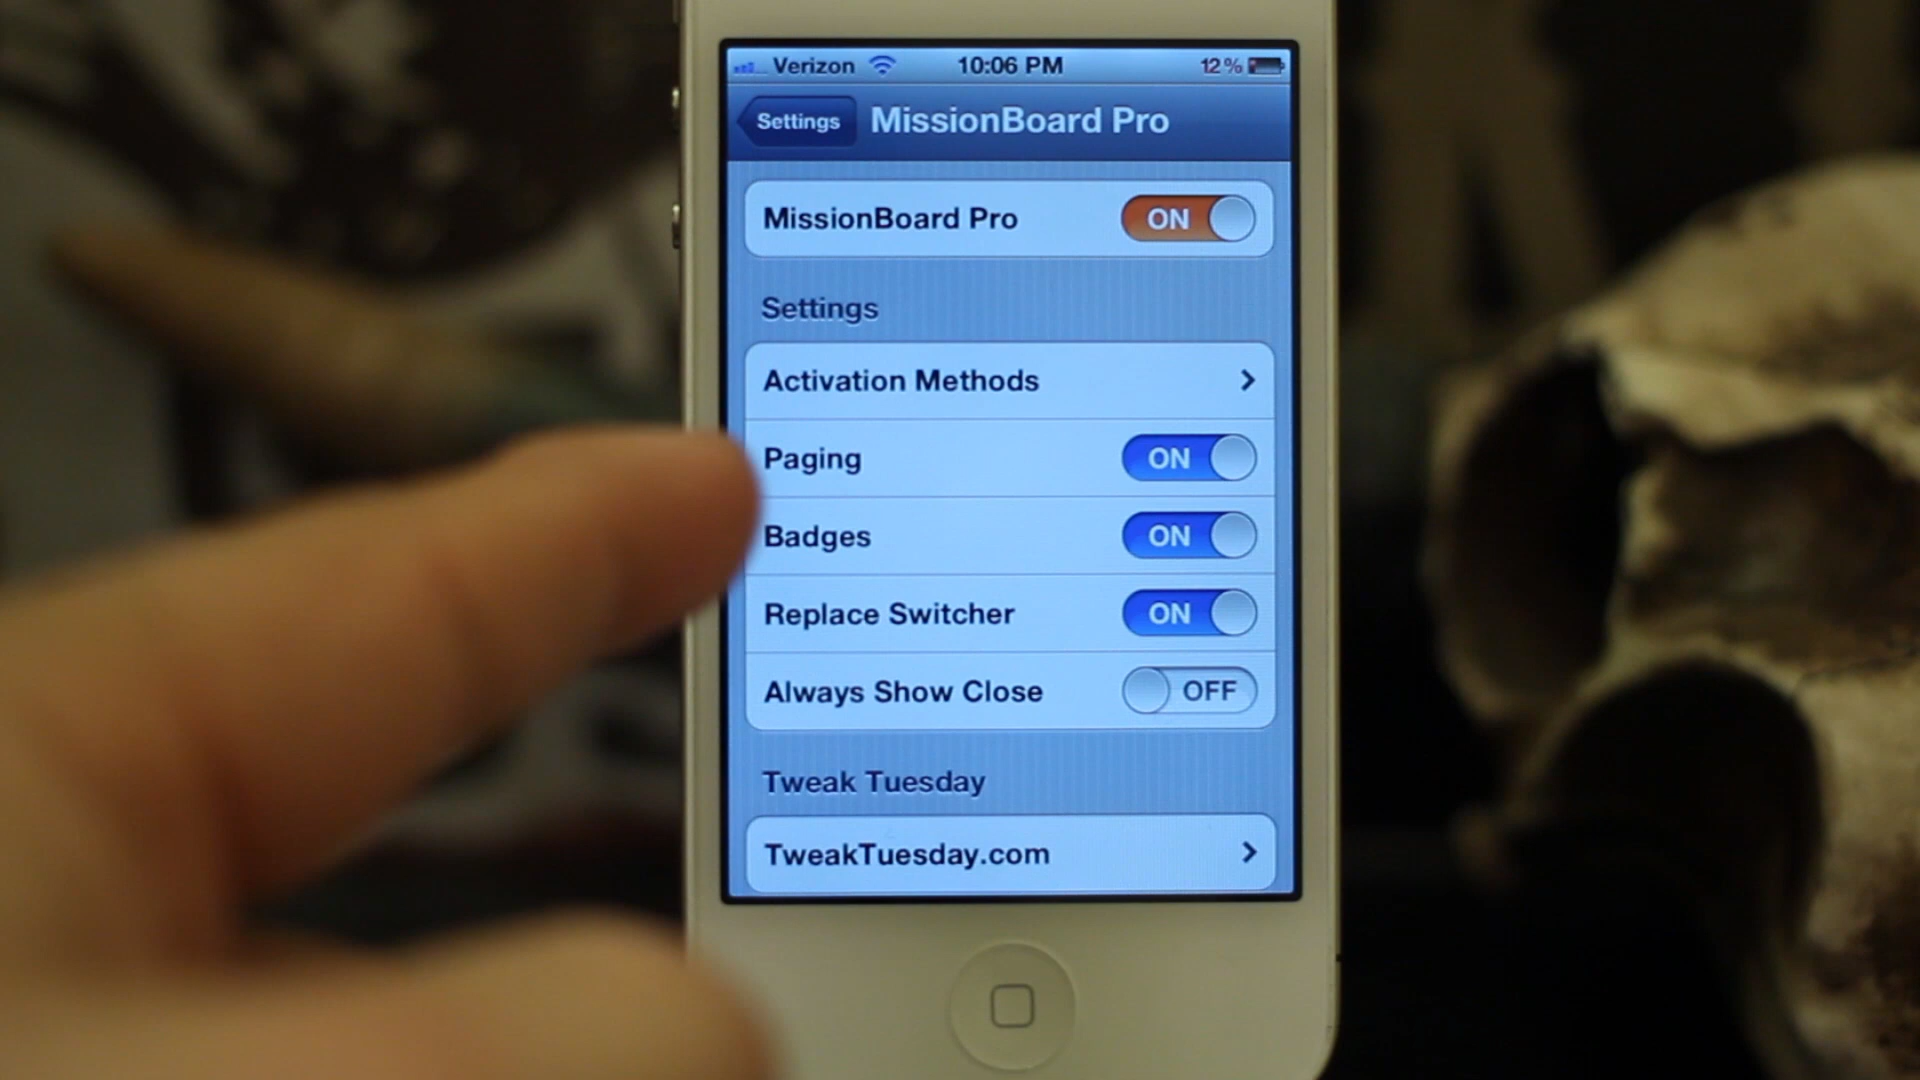 Verizon 10:06 PM 12%
Settings MissionBoard Pro
MissionBoard Pro ON
Settings
Activation Methods
Paging ON
Badges ON
Replace Switcher ON
Always Show Close OFF
Tweak Tuesday
TweakTuesday.com